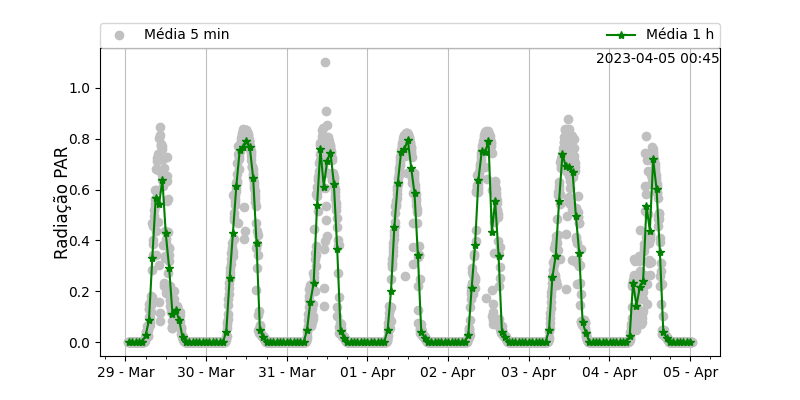 Média 5 min
Média 1 h
2023-04-05 00:45
Radiação PAR
1.0
0.8
0.6
0.4
0.2
0.0
29 - Mar
30 - Mar
31 - Mar
01 - Apr
02 - Apr
03 - Apr
04 - Apr
05 - Apr